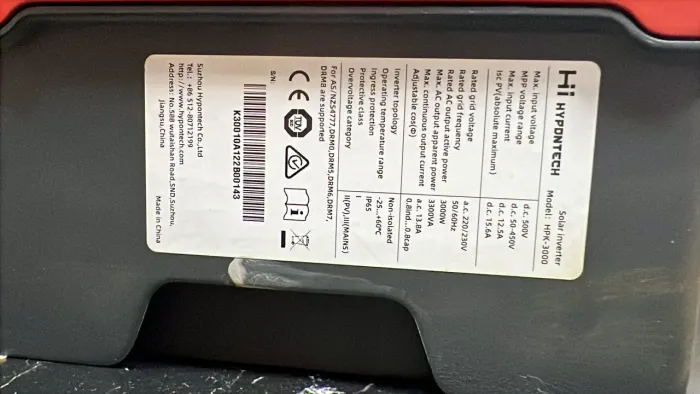 Hi HYPONTECH
Solar inverter
Model: HPK-3000
Max. input voltage d.c. 500V
MPP voltage range d.c. 50-450V
Max. input current d.c. 12.5A
Isc PV(absolute maximum) d.c. 15.6A
Rated grid voltage a.c. 220/230V
Rated grid frequency 50/60Hz
Rated AC output active power 3000W
Max. AC output apparent power 3300VA
Max. continuous output current a.c. 13.8A
Adjustable cos(Φ) 0.8ind...0.8cap
Inverter topology Non-isolated
Operating temperature range -25...+60°C
Ingress protection IP65
Protective class I
Overvoltage category II(PV),III(MAINS)
For AS/NZS4777,DRM0,DRM5,DRM6,DRM7,
DRM8 are supported
CE TÜV
S/N:
K30010A122B00143
Suzhou Hypontech Co.,Ltd
Tel.: +86 512-80712199
http://www.hypontech.com
Address: No.588 wutaishan Road,SND,Suzhou,
Jiangsu,China
Made in China